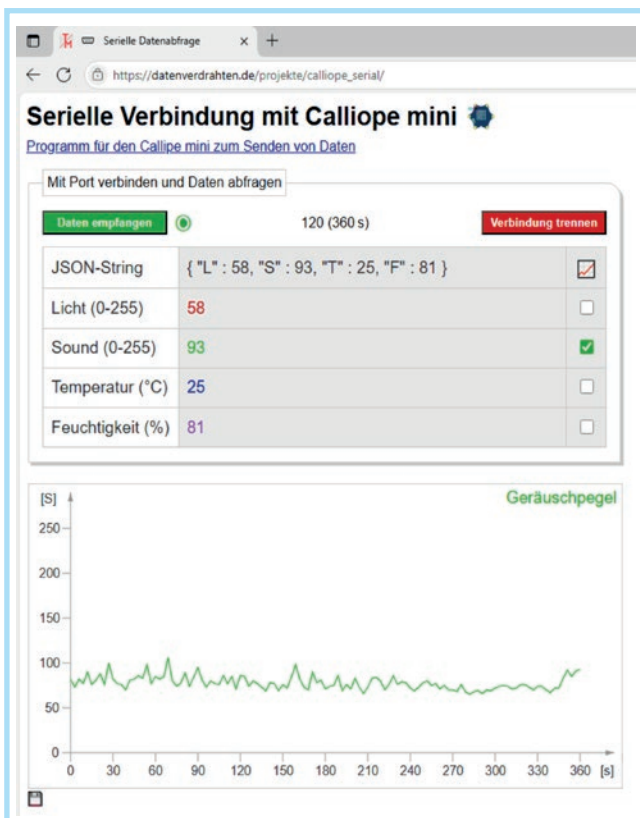 Serielle Datenabfrage
https://datenverdrahten.de/projekte/calliope_serial/
Serielle Verbindung mit Calliope mini
Programm für den Callipe mini zum Senden von Daten
Mit Port verbinden und Daten abfragen
Daten empfangen 120 (360 s) Verbindung trennen
JSON-String { "L" : 58, "S" : 93, "T" : 25, "F" : 81 }
Licht (0-255) 58
Sound (0-255) 93
Temperatur (°C) 25
Feuchtigkeit (%) 81
[S] Geräuschpegel
250
200
150
100
50
0
0 30 60 90 120 150 180 210 240 270 300 330 360 [s]